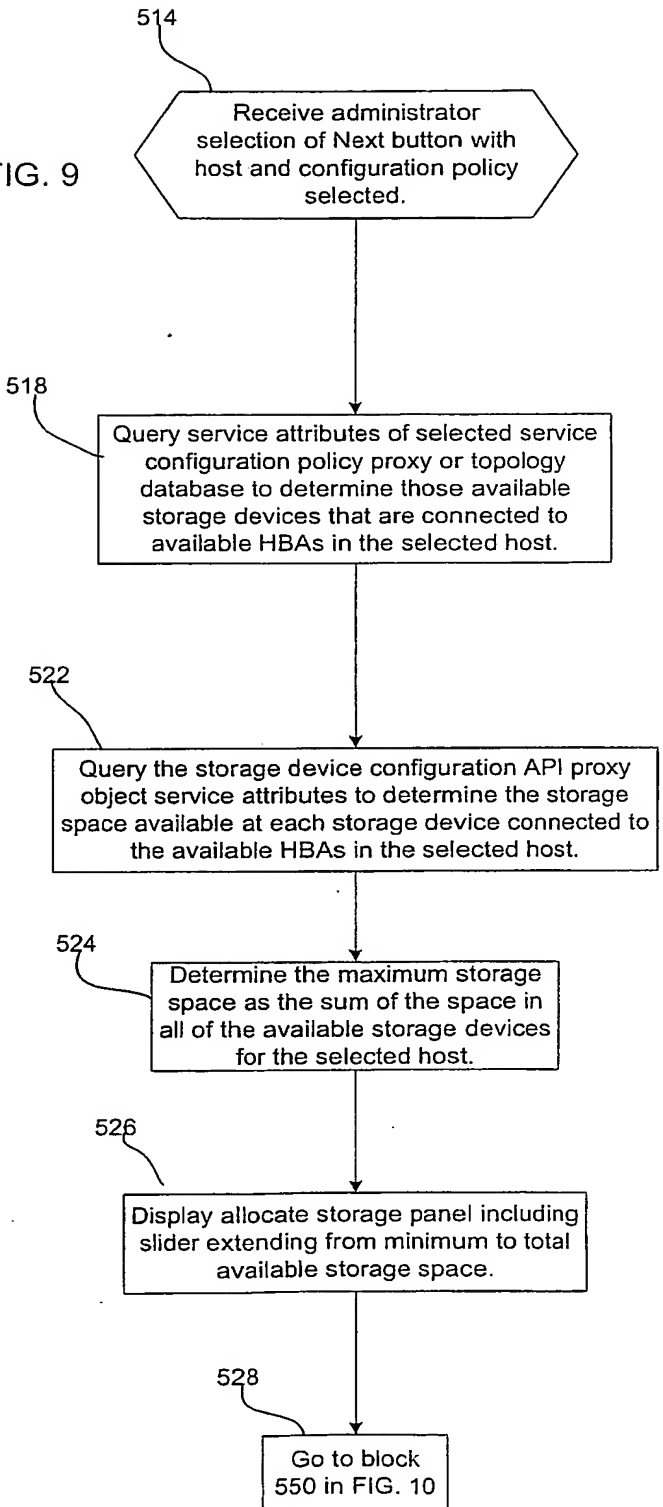 514
Receive administrator
selection of Next button with
host and configuration policy
selected.
FIG. 9
518
Query service attributes of selected service
configuration policy proxy or topology
database to determine those available
storage devices that are connected to
available HBAs in the selected host.
522
Query the storage device configuration API proxy
object service attributes to determine the storage
space available at each storage device connected to
the available HBAs in the selected host.
524
Determine the maximum storage
space as the sum of the space in
all of the available storage devices
for the selected host.
526
Display allocate storage panel including
slider extending from minimum to total
available storage space.
528
Go to block
550 in FIG. 10